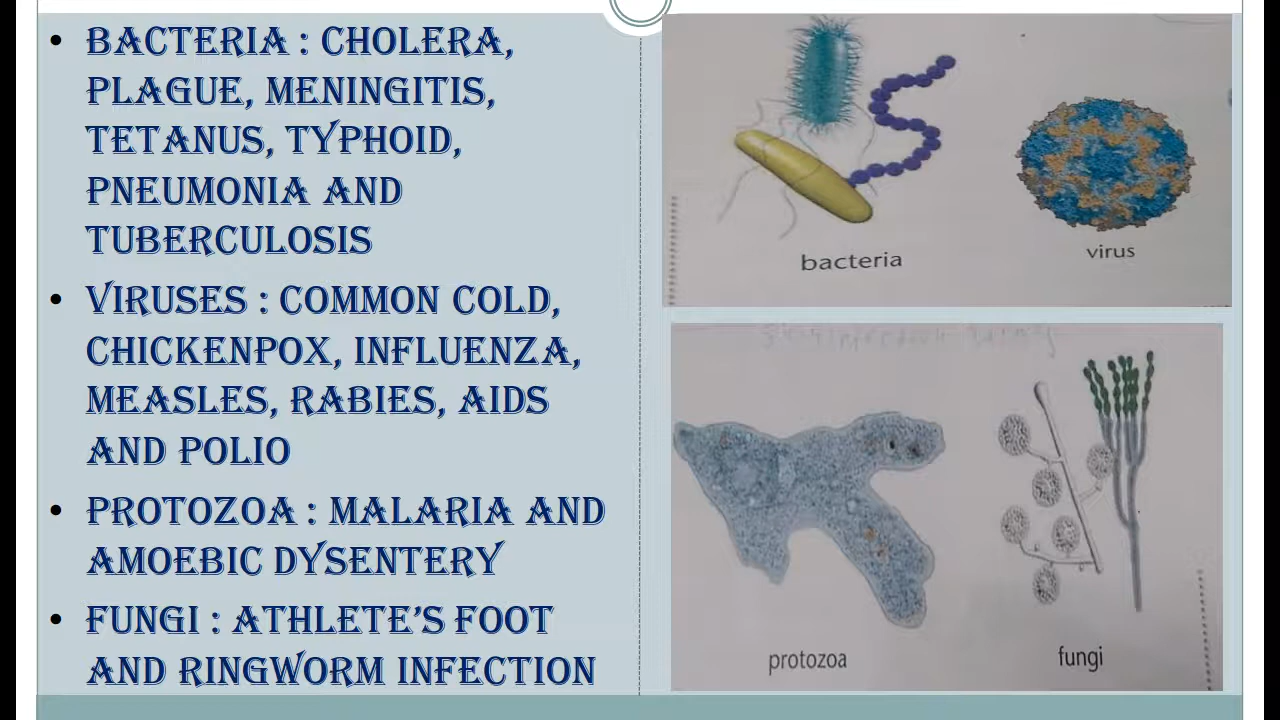 • BACTERIA : CHOLERA,
PLAGUE, MENINGITIS,
TETANUS, TYPHOID,
PNEUMONIA AND
TUBERCULOSIS
• VIRUSES : COMMON COLD,
CHICKENPOX, INFLUENZA,
MEASLES, RABIES, AIDS
AND POLIO
• PROTOZOA : MALARIA AND
AMOEBIC DYSENTERY
• FUNGI : ATHLETE'S FOOT
AND RINGWORM INFECTION
bacteria
virus
protozoa
fungi